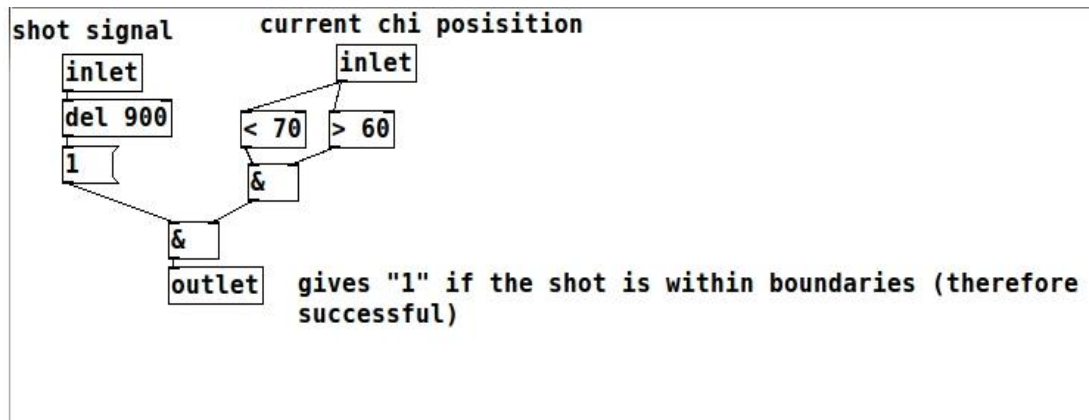 shot signal
current chi posisition
inlet
inlet
del 900
< 70
> 60
1
&
&
outlet
gives "1" if the shot is within boundaries (therefore
successful)